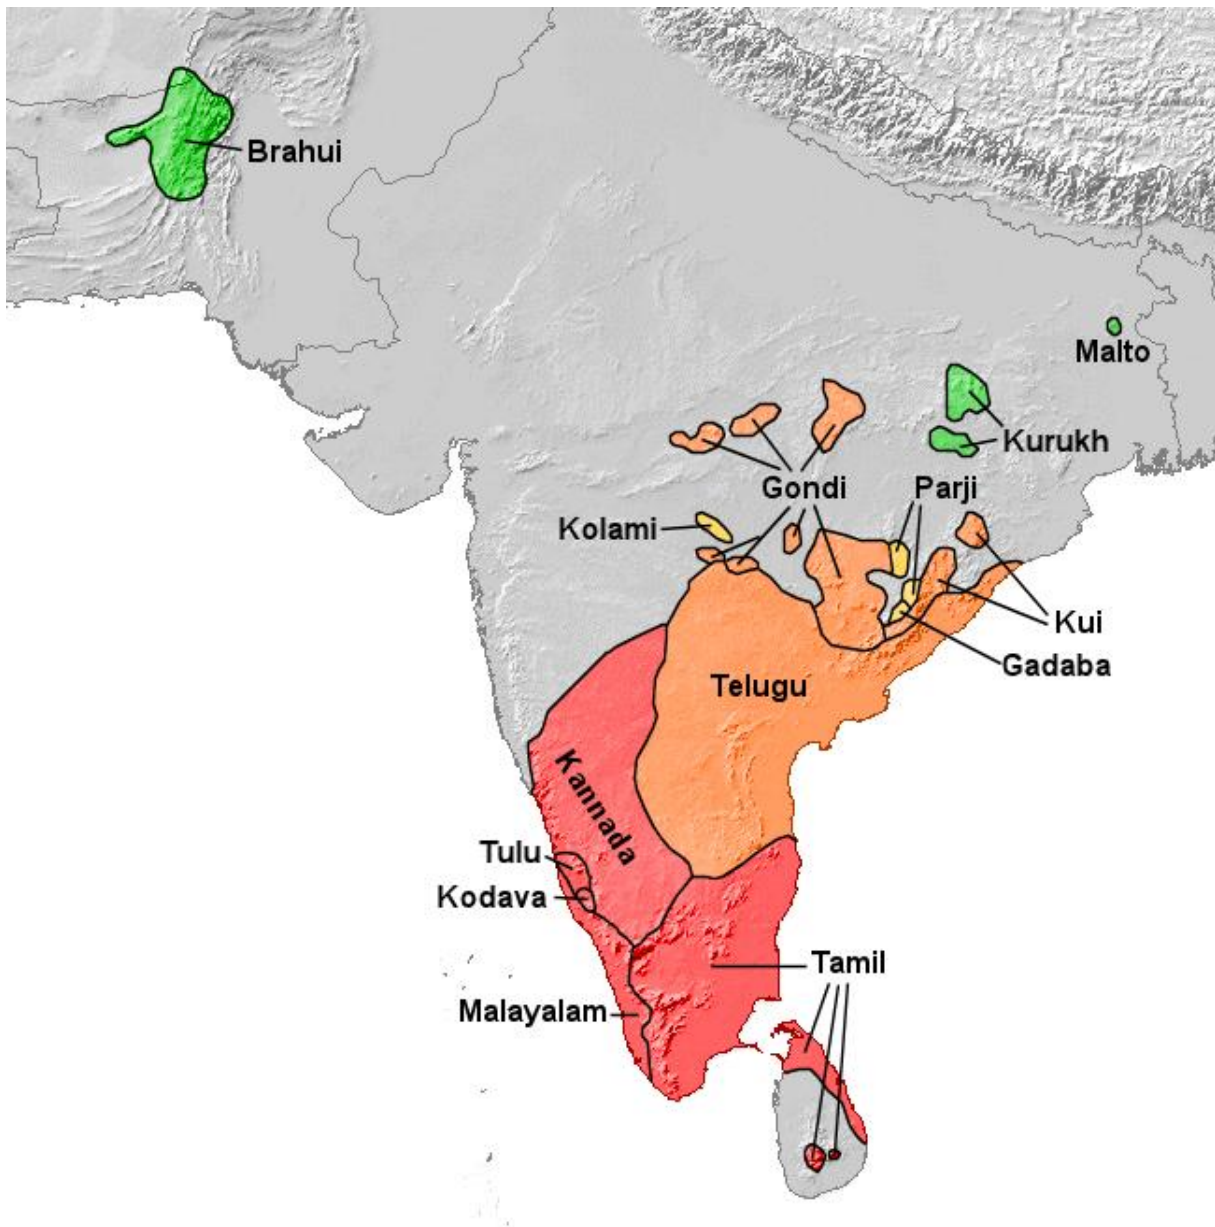 Brahui
Malto
Kurukh
Gondi
Parji
Kolami
Kui
Gadaba
Telugu
Kannada
Tulu
Kodava
Tamil
Malayalam